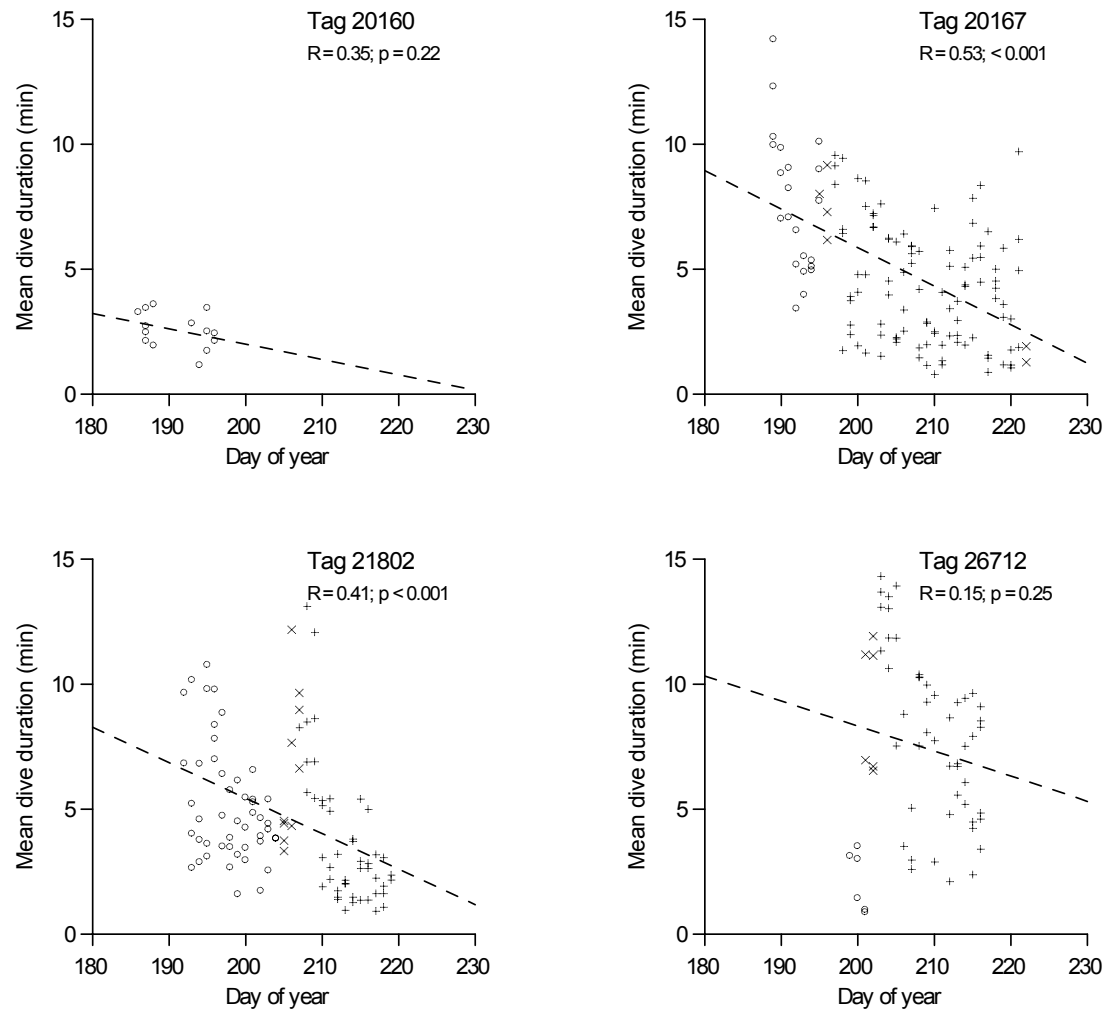 Tag 20160
R = 0.35; p = 0.22
Mean dive duration (min)
15
10
5
0
180 190 200 210 220 230
Day of year
Tag 20167
R = 0.53; < 0.001
Mean dive duration (min)
15
10
5
0
180 190 200 210 220 230
Day of year
Tag 21802
R = 0.41; p < 0.001
Mean dive duration (min)
15
10
5
0
180 190 200 210 220 230
Day of year
Tag 26712
R = 0.15; p = 0.25
Mean dive duration (min)
15
10
5
0
180 190 200 210 220 230
Day of year